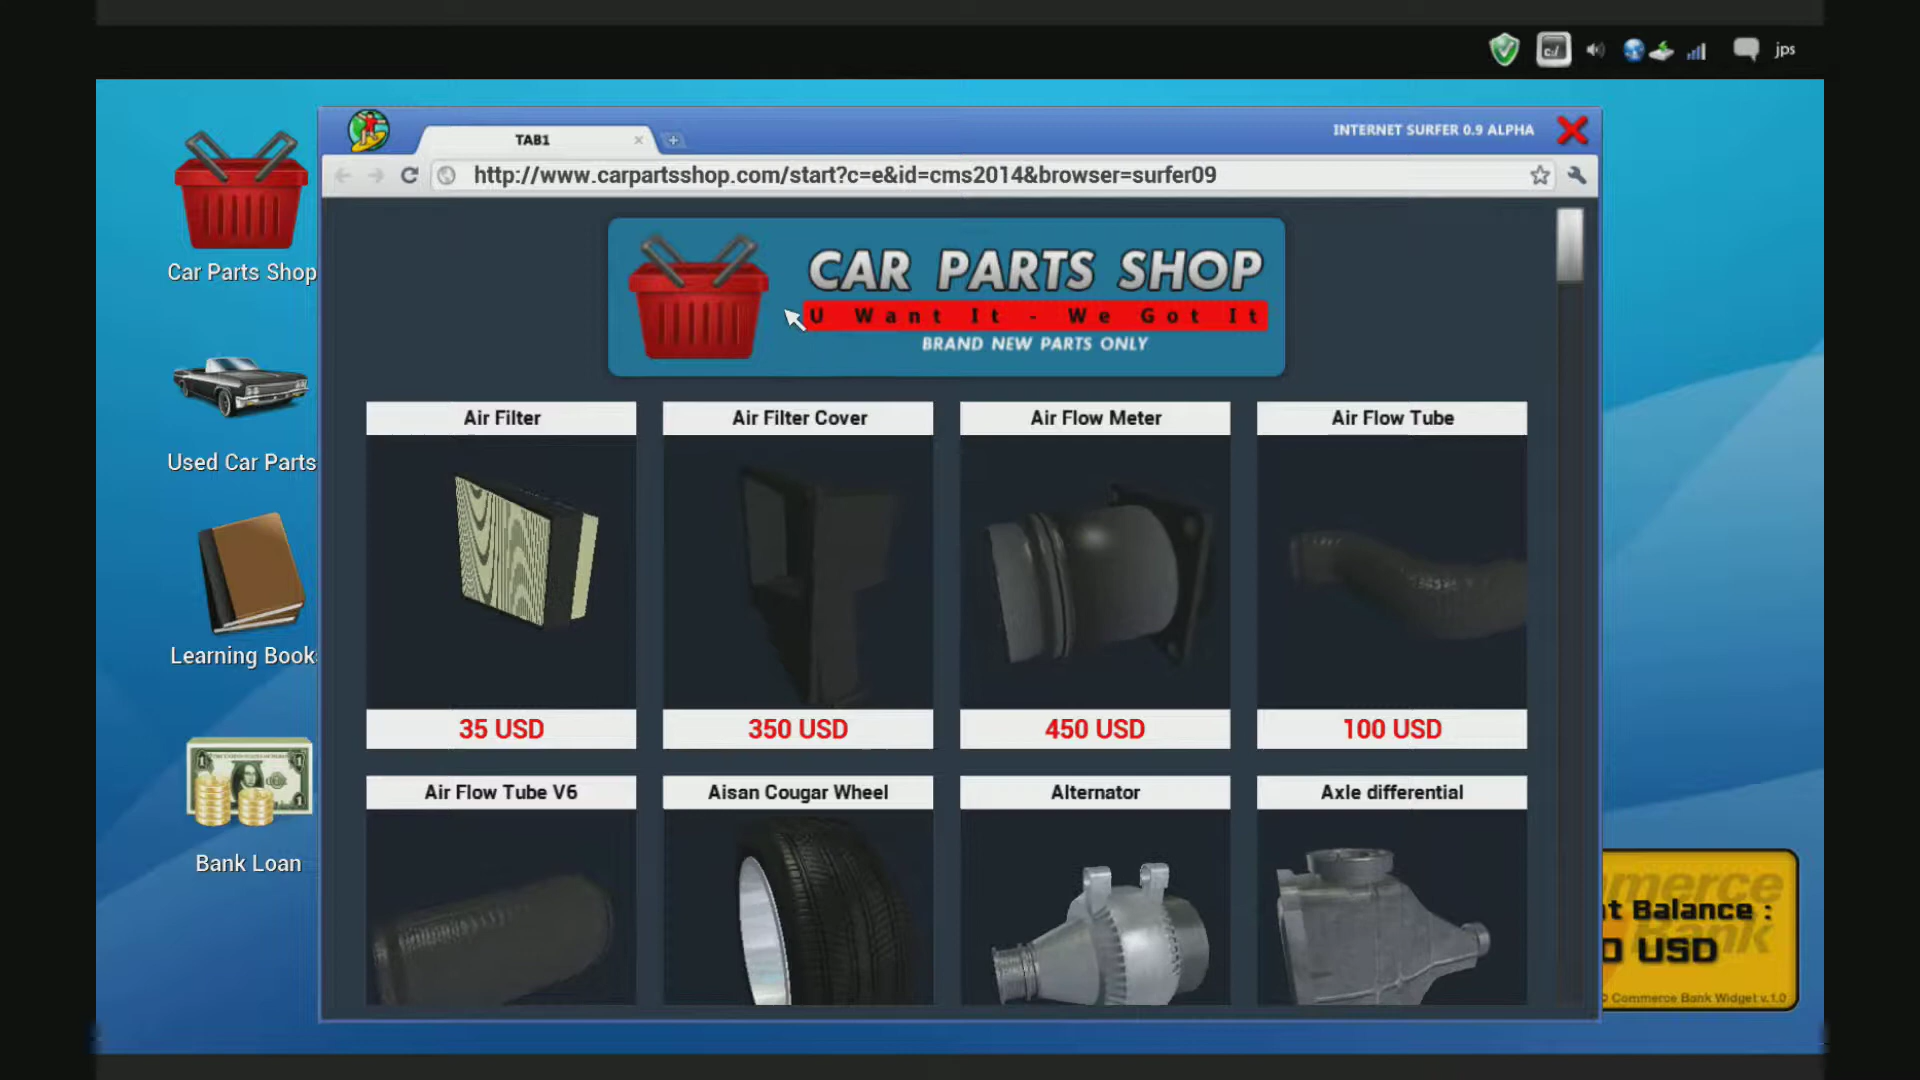 c:/
jps
TAB1
INTERNET SURFER 0.9 ALPHA
http://www.carpartsshop.com/start?c=e&id=cms2014&browser=surfer09
Car Parts Shop
CAR PARTS SHOP
U Want It - We Got It
BRAND NEW PARTS ONLY
Used Car Parts
Learning Book
Bank Loan
Air Filter
Air Filter Cover
Air Flow Meter
Air Flow Tube
35 USD
350 USD
450 USD
100 USD
Air Flow Tube V6
Aisan Cougar Wheel
Alternator
Axle differential
merce
Bank
t Balance :
0 USD
Commerce Bank Widget v.1.0